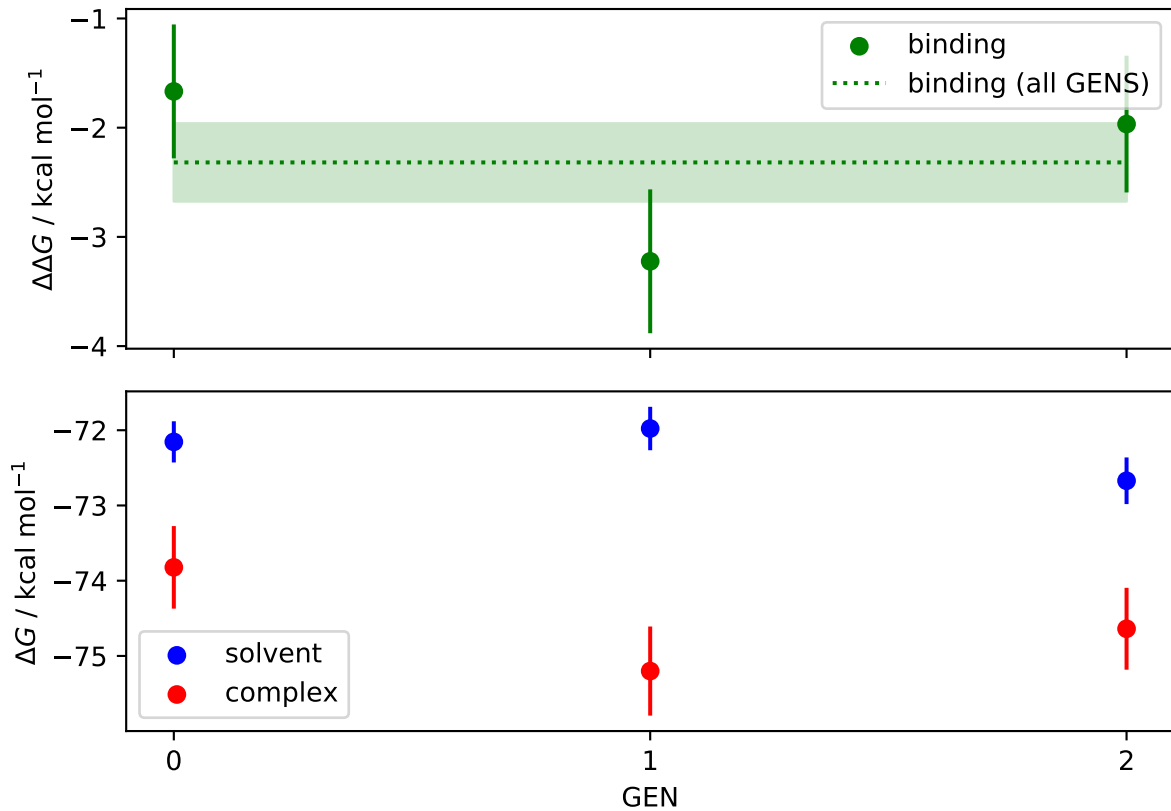 −1
−2
−3
−4
ΔΔG / kcal mol⁻¹
binding
binding (all GENS)
−72
−73
−74
−75
ΔG / kcal mol⁻¹
solvent
complex
0
1
2
GEN